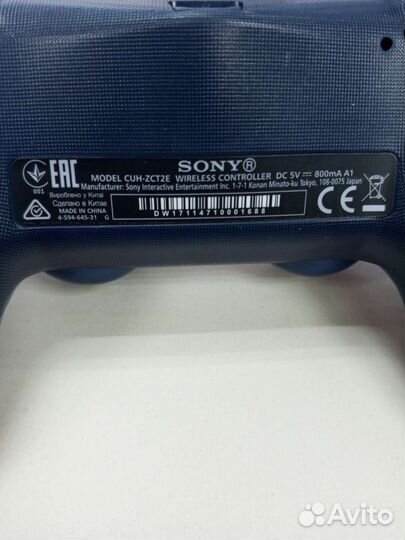 SONY®
EAC
001
MODEL CUH-ZCT2E WIRELESS CONTROLLER DC 5V 800mA A1
Manufacturer: Sony Interactive Entertainment Inc. 1-7-1 Konan Minato-ku Tokyo, 108-0075 Japan
Вироблено у Китаї
Сделано в Китае
MADE IN CHINA
4-594-645-31 G
DW17114710001688
CE
Avito